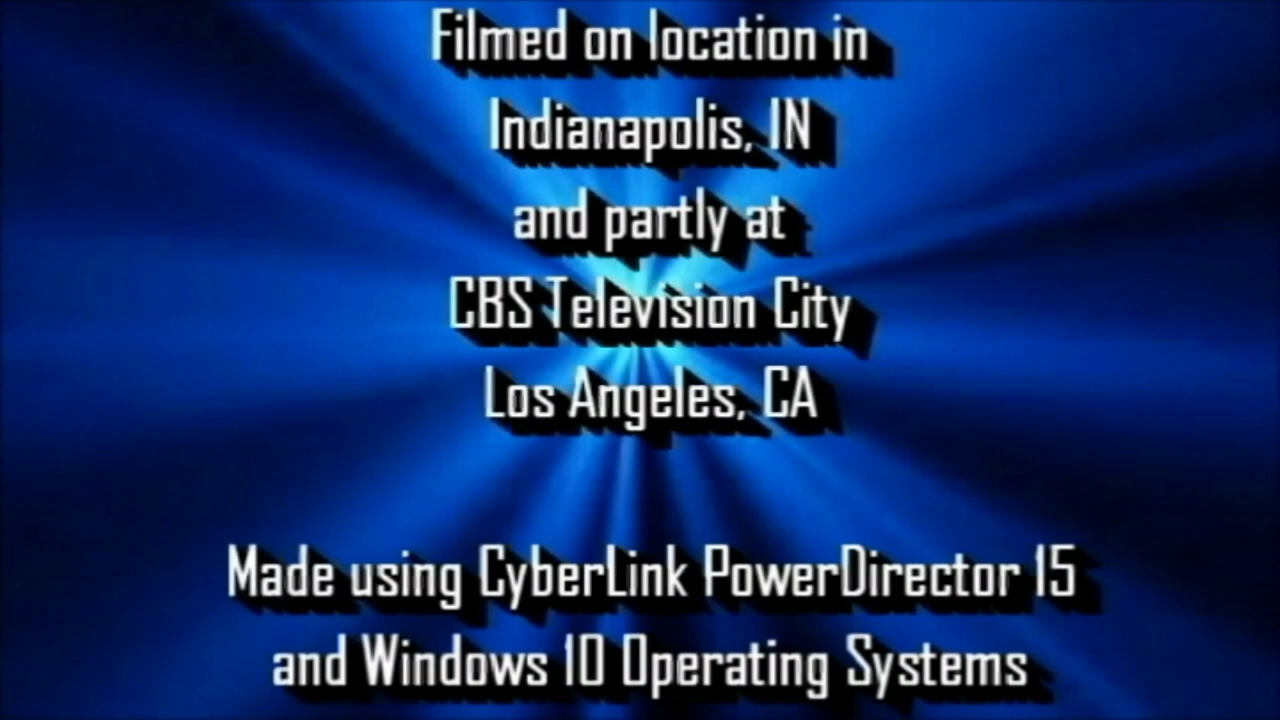 Filmed on location in
Indianapolis, IN
and partly at
CBS Television City
Los Angeles, CA
Made using CyberLink PowerDirector 15
and Windows 10 Operating Systems